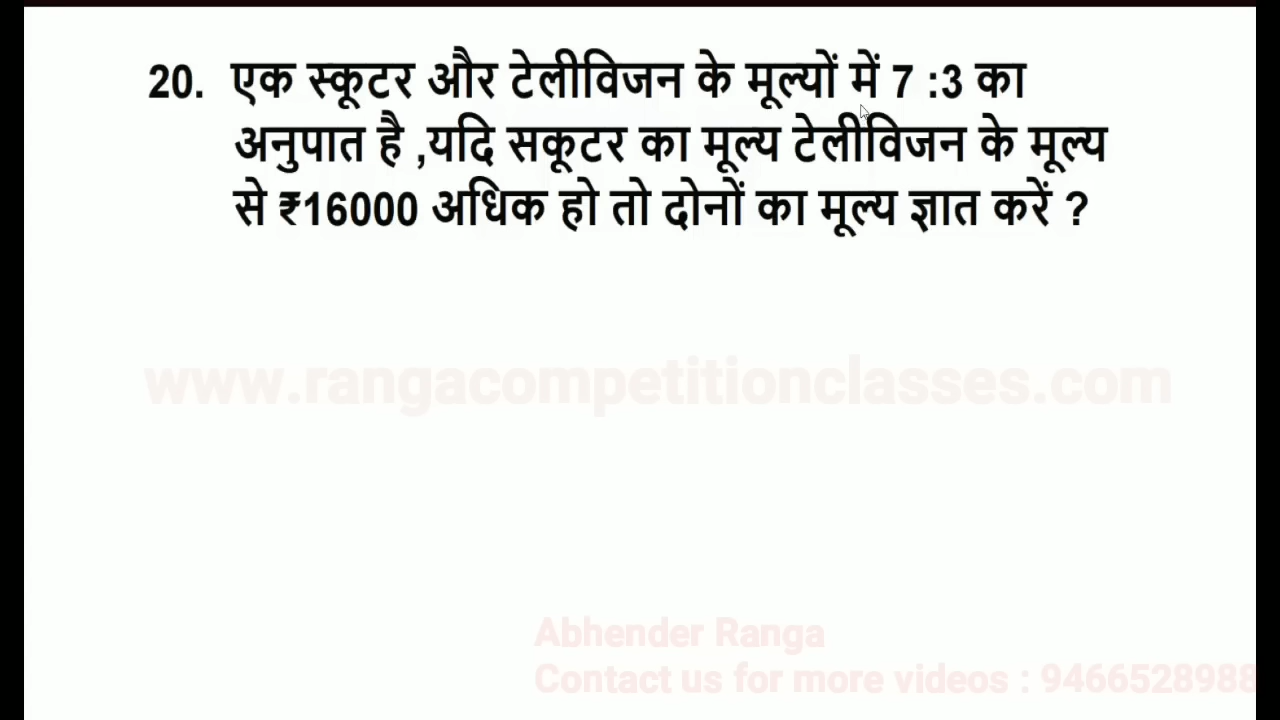 20. एक स्कूटर और टेलीविजन के मूल्यों में 7 :3 का
अनुपात है ,यदि सकूटर का मूल्य टेलीविजन के मूल्य
से ₹16000 अधिक हो तो दोनों का मूल्य ज्ञात करें ?
www.rangacompetitionclasses.com
Abhender Ranga
Contact us for more videos : 9466528988